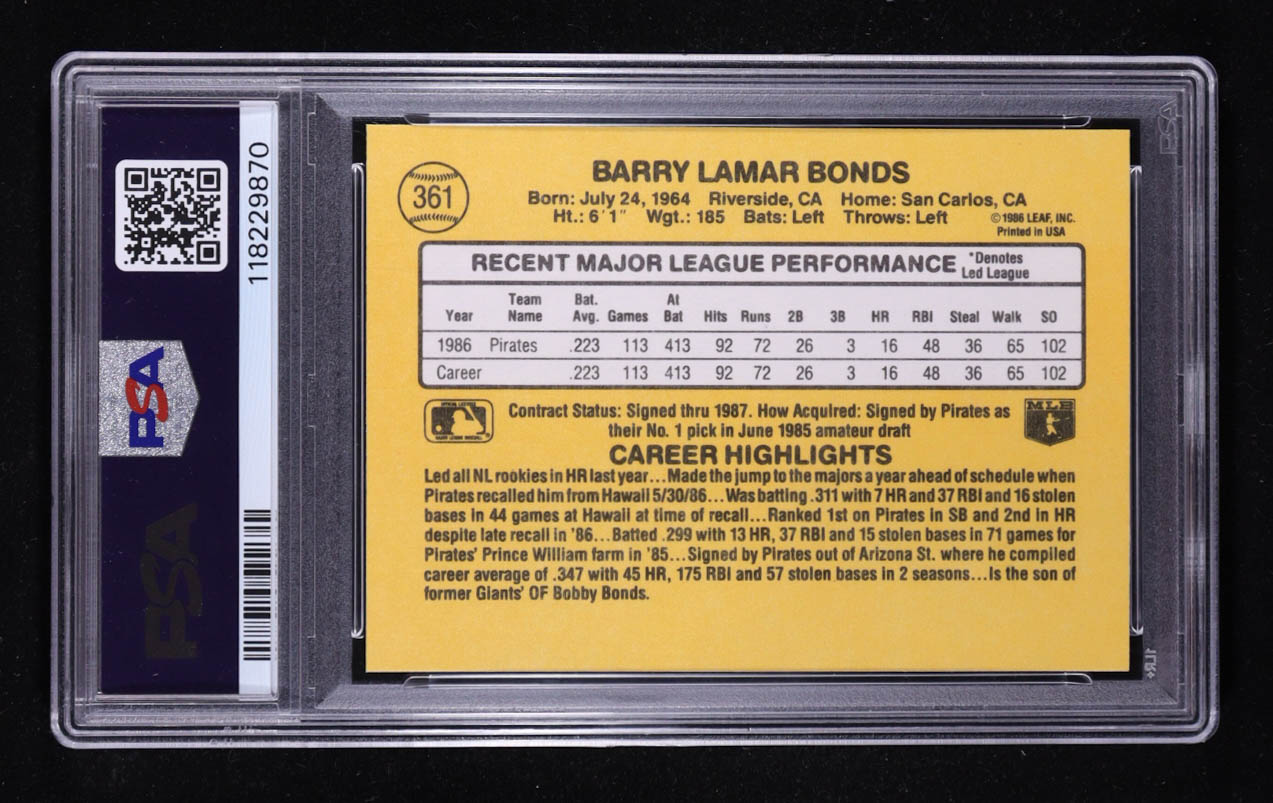 118229870
PSA
PSA
PSA
1LR+
361
BARRY LAMAR BONDS
Born: July 24, 1964 Riverside, CA Home: San Carlos, CA
Ht.: 6'1" Wgt.: 185 Bats: Left Throws: Left
©1986 LEAF, INC.
Printed in USA
RECENT MAJOR LEAGUE PERFORMANCE *Denotes
Led League
Year Team Name Bat. Avg. Games At Bat Hits Runs 2B 3B HR RBI Steal Walk SO
1986 Pirates .223 113 413 92 72 26 3 16 48 36 65 102
Career .223 113 413 92 72 26 3 16 48 36 65 102
MLB
Contract Status: Signed thru 1987. How Acquired: Signed by Pirates as
their No. 1 pick in June 1985 amateur draft
CAREER HIGHLIGHTS
Led all NL rookies in HR last year...Made the jump to the majors a year ahead of schedule when
Pirates recalled him from Hawaii 5/30/86...Was batting .311 with 7 HR and 37 RBI and 16 stolen
bases in 44 games at Hawaii at time of recall...Ranked 1st on Pirates in SB and 2nd in HR
despite late recall in '86...Batted .299 with 13 HR, 37 RBI and 15 stolen bases in 71 games for
Pirates' Prince William farm in '85...Signed by Pirates out of Arizona St. where he compiled
career average of .347 with 45 HR, 175 RBI and 57 stolen bases in 2 seasons...Is the son of
former Giants' OF Bobby Bonds.